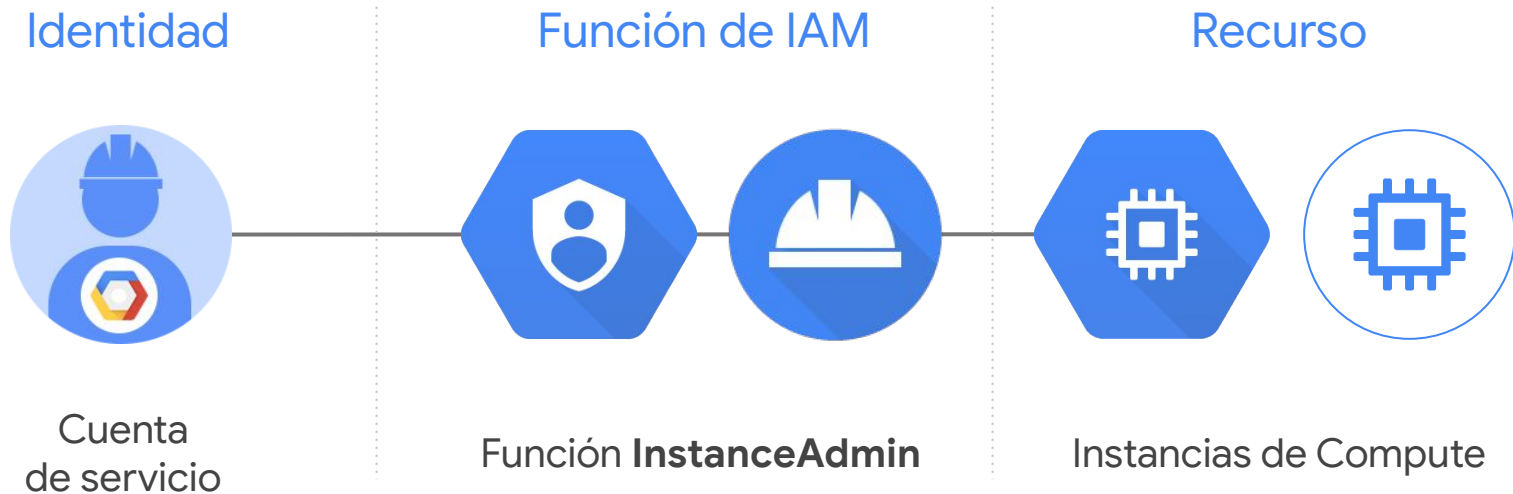 Identidad
Función de IAM
Recurso
Cuenta
de servicio
Función InstanceAdmin
Instancias de Compute